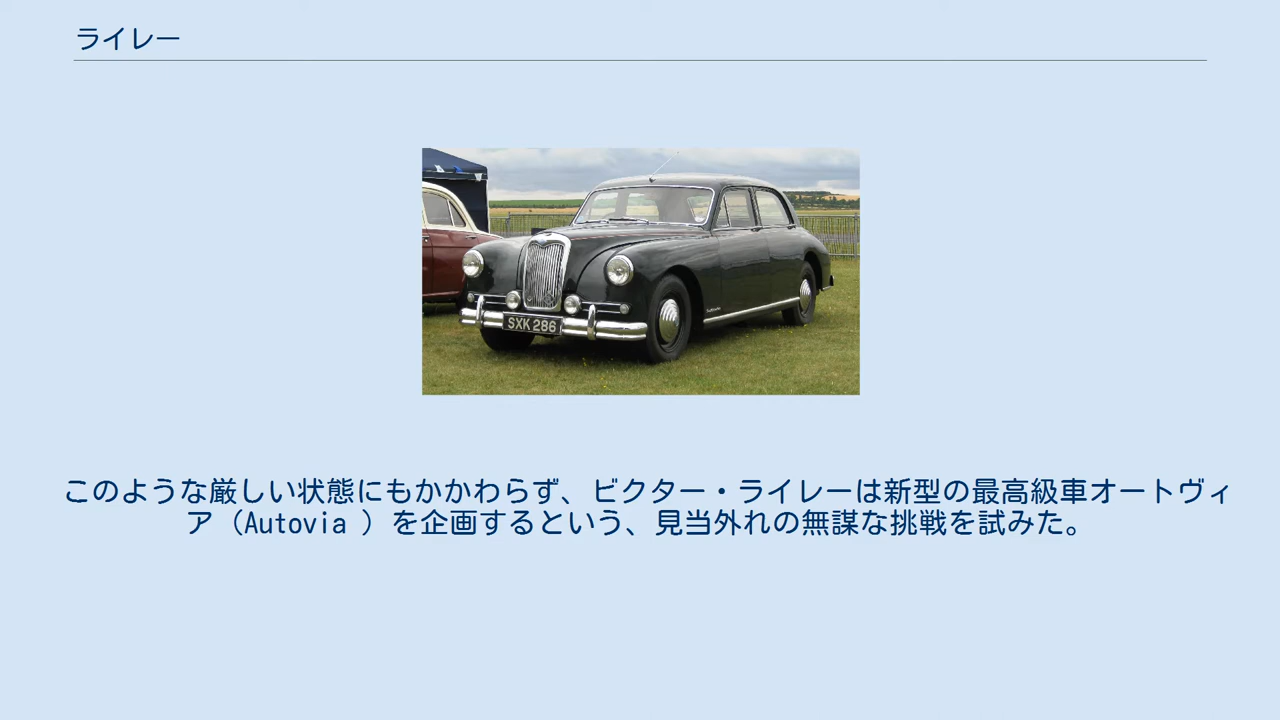 ライレー
SXK 286
このような厳しい状態にもかかわらず、ビクター・ライレーは新型の最高級車オートヴィ
ア（Autovia ）を企画するという、見当外れの無謀な挑戦を試みた。